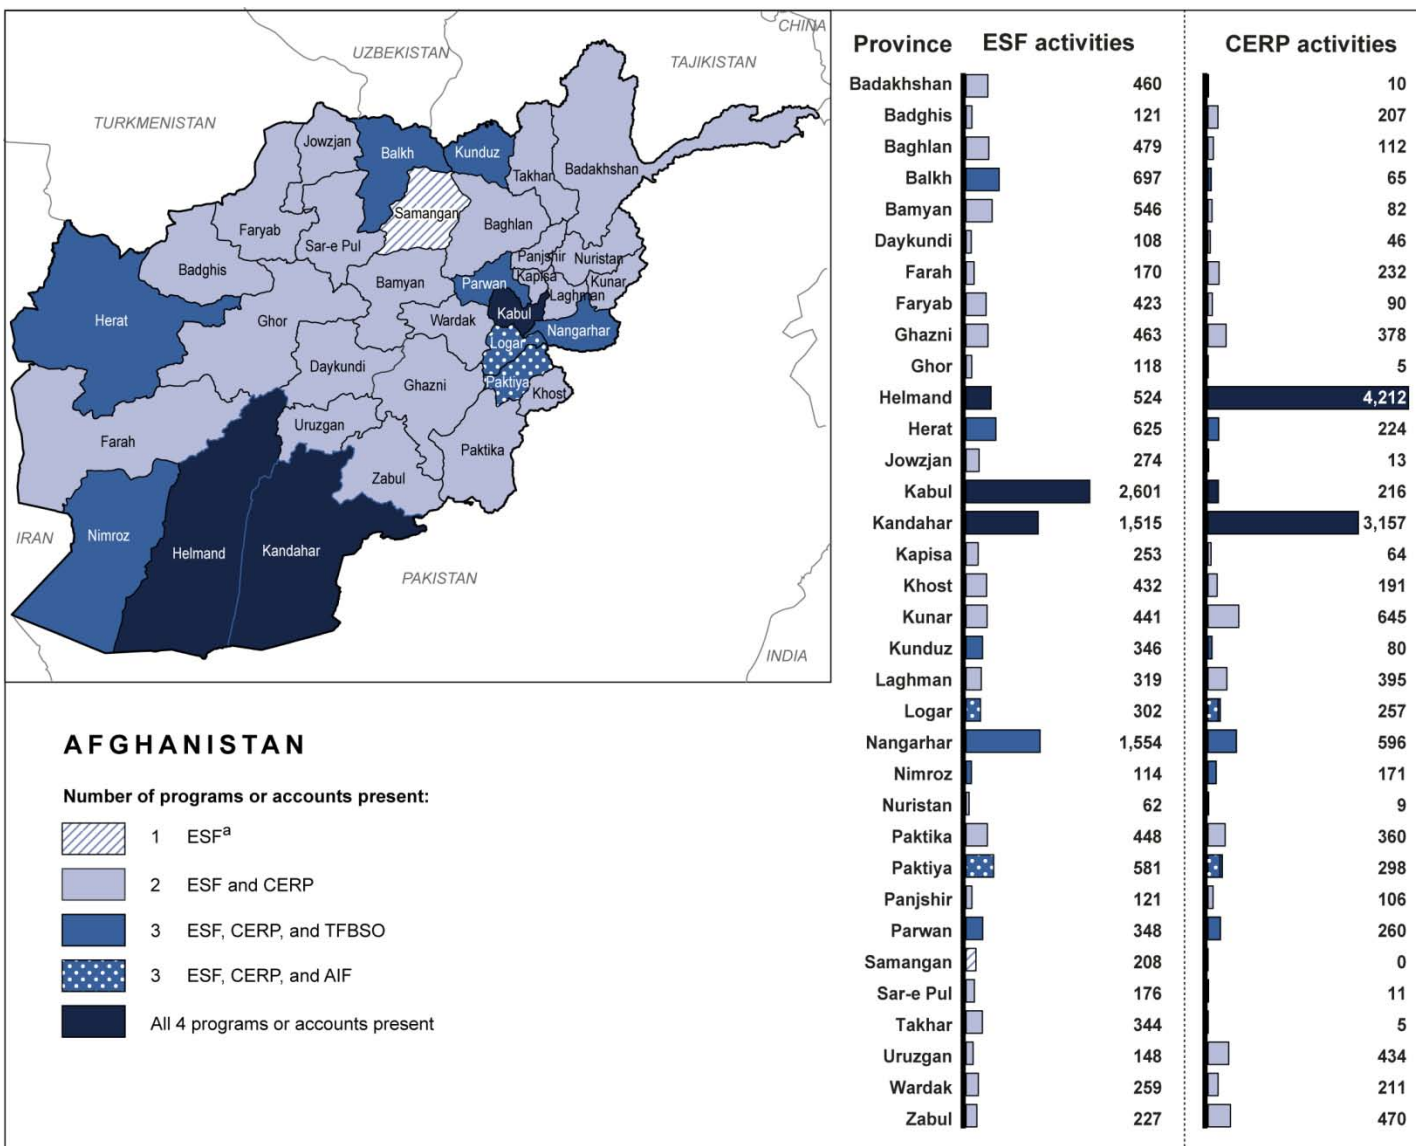 CHINA
UZBEKISTAN
TAJIKISTAN
TURKMENISTAN
Jowzjan
Balkh
Kunduz
Takhan
Badakhshan
Samangan
Faryab
Sar-e Pul
Baghlan
Badghis
Panjshir
Nuristan
Bamyan
Parwan
Kapisa
Kunar
Laghman
Herat
Ghor
Wardak
Kabul
Nangarhar
Logar
Daykundi
Ghazni
Paktiya
Khost
Farah
Uruzgan
Paktika
Zabul
IRAN
Nimroz
Helmand
Kandahar
PAKISTAN
INDIA
AFGHANISTAN
Number of programs or accounts present:
1 ESFa
2 ESF and CERP
3 ESF, CERP, and TFBSO
3 ESF, CERP, and AIF
All 4 programs or accounts present
Province ESF activities CERP activities
Badakhshan 460 10
Badghis 121 207
Baghlan 479 112
Balkh 697 65
Bamyan 546 82
Daykundi 108 46
Farah 170 232
Faryab 423 90
Ghazni 463 378
Ghor 118 5
Helmand 524 4,212
Herat 625 224
Jowzjan 274 13
Kabul 2,601 216
Kandahar 1,515 3,157
Kapisa 253 64
Khost 432 191
Kunar 441 645
Kunduz 346 80
Laghman 319 395
Logar 302 257
Nangarhar 1,554 596
Nimroz 114 171
Nuristan 62 9
Paktika 448 360
Paktiya 581 298
Panjshir 121 106
Parwan 348 260
Samangan 208 0
Sar-e Pul 176 11
Takhar 344 5
Uruzgan 148 434
Wardak 259 211
Zabul 227 470